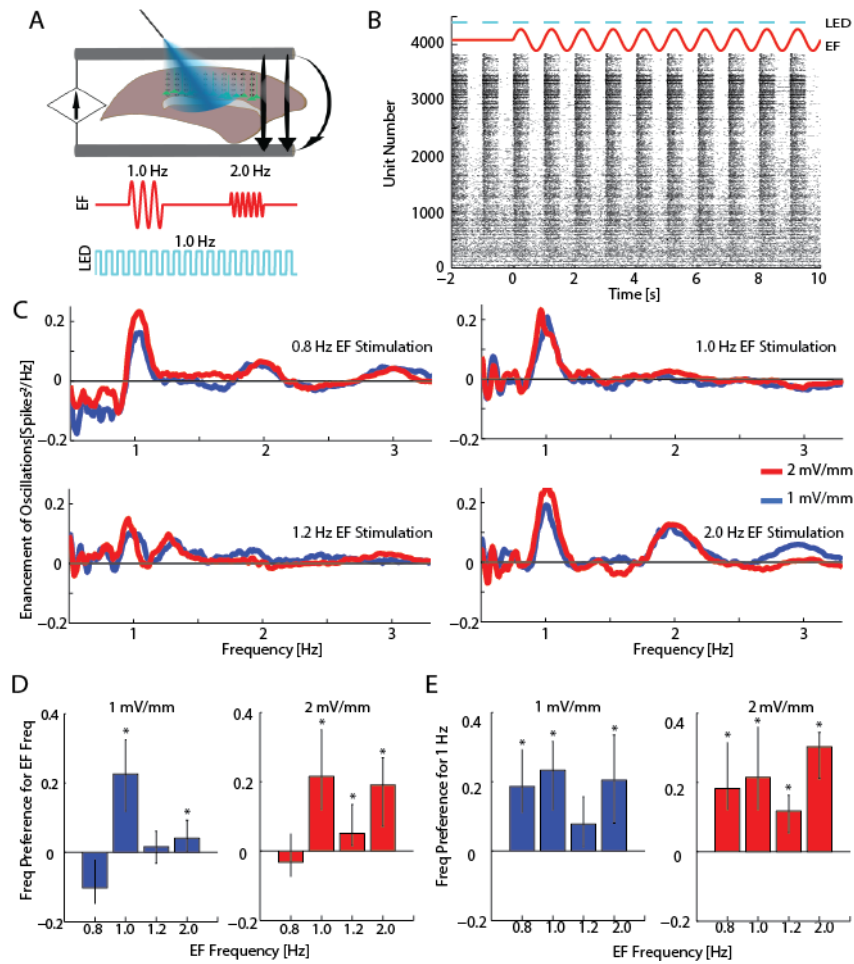 A
1.0 Hz 2.0 Hz
EF
1.0 Hz
LED
B
LED
EF
4000
3000
2000
1000
0
Unit Number
−2 0 2 4 6 8 10
Time [s]
C
Enancement of Oscillations[Spikes²/Hz]
0.2
0
−0.2
0.8 Hz EF Stimulation
1 2 3
0.2
0
−0.2
1.0 Hz EF Stimulation
1 2 3
2 mV/mm
1 mV/mm
0.2
0
−0.2
1.2 Hz EF Stimulation
1 2 3
Frequency [Hz]
0.2
0
−0.2
2.0 Hz EF Stimulation
1 2 3
Frequency [Hz]
D
Freq Preference for EF Freq
1 mV/mm
0.4
0.2
0
0.2
* *
0.8 1.0 1.2 2.0
2 mV/mm
0.4
0.2
0
−0.2
* * *
0.8 1.0 1.2 2.0
EF Frequency [Hz]
E
Freq Preference for 1 Hz
1 mV/mm
0.4
0.2
0
−0.2
* * *
0.8 1.0 1.2 2.0
2 mV/mm
0.4
0.2
0
−0.2
* * * *
0.8 1.0 1.2 2.0
EF Frequency [Hz]